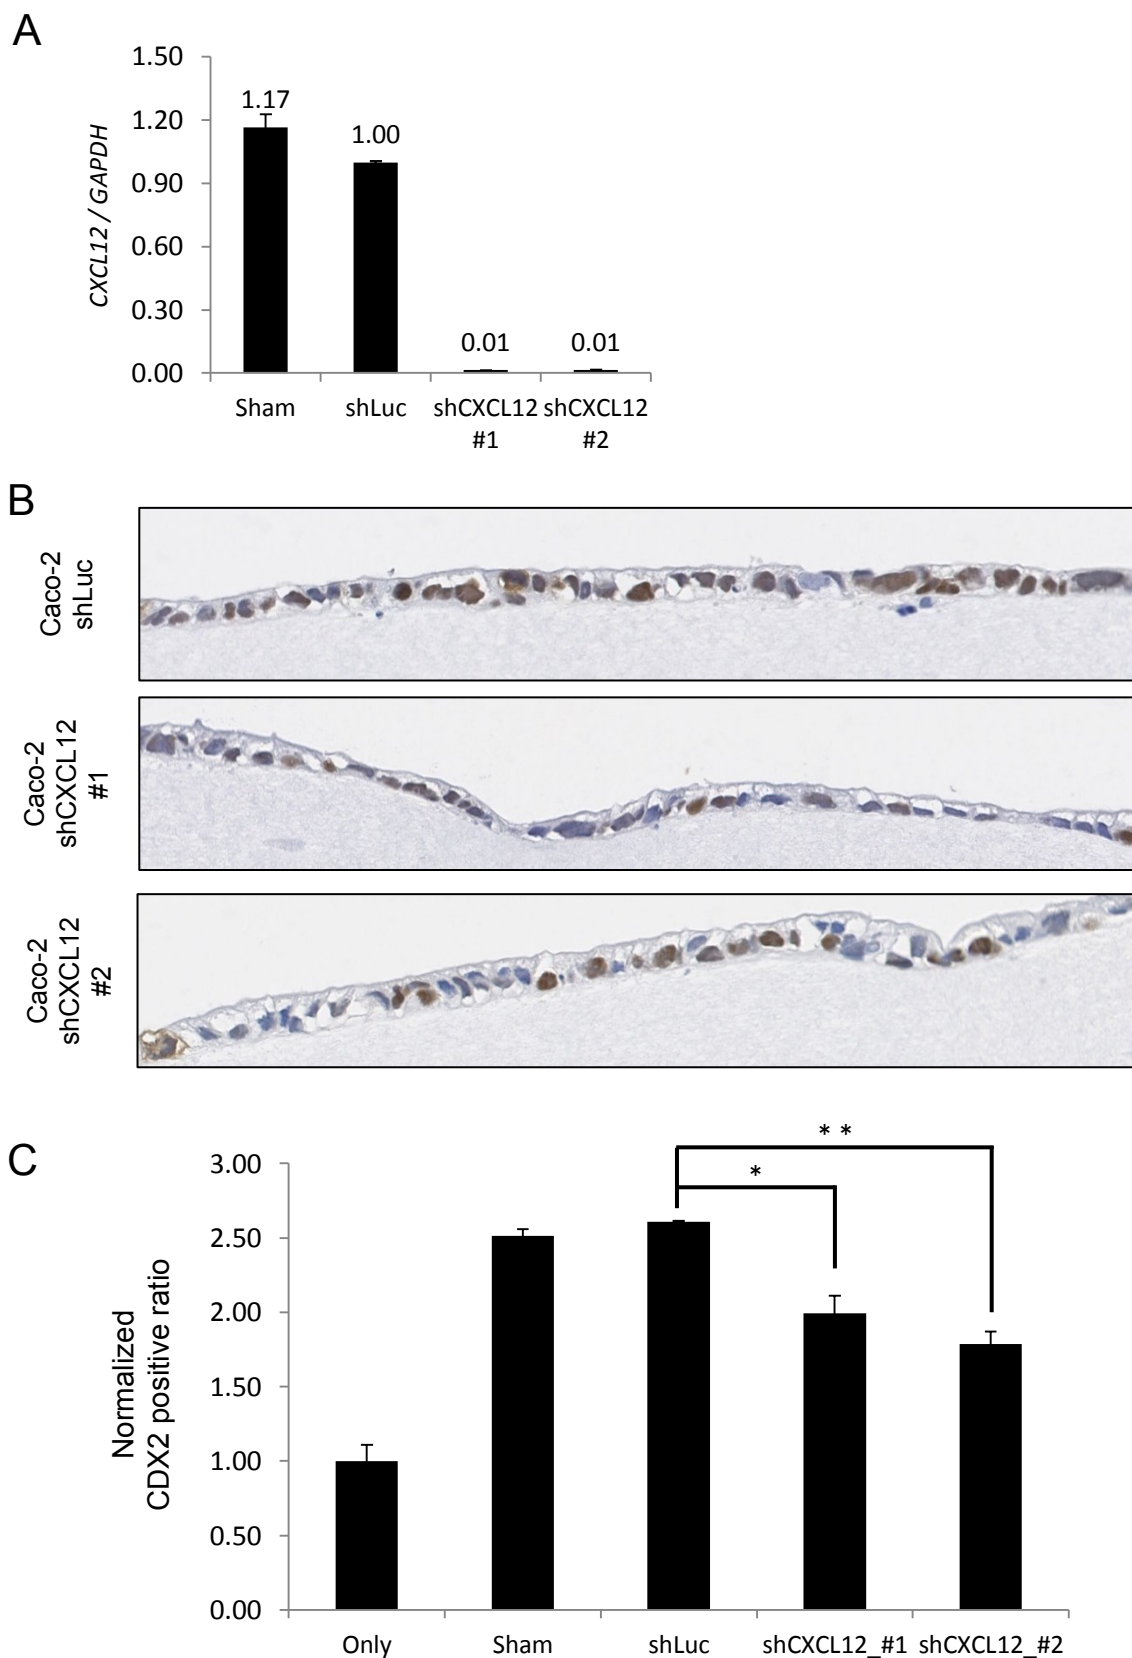 A
1.50
1.20
0.90
0.60
0.30
0.00
CXCL12 / GAPDH
1.17
1.00
0.01
0.01
Sham
shLuc
shCXCL12
#1
shCXCL12
#2
B
Caco-2
shLuc
Caco-2
shCXCL12
#1
Caco-2
shCXCL12
#2
C
3.00
2.50
2.00
1.50
1.00
0.50
0.00
Normalized
CDX2 positive ratio
* *
*
Only
Sham
shLuc
shCXCL12_#1
shCXCL12_#2